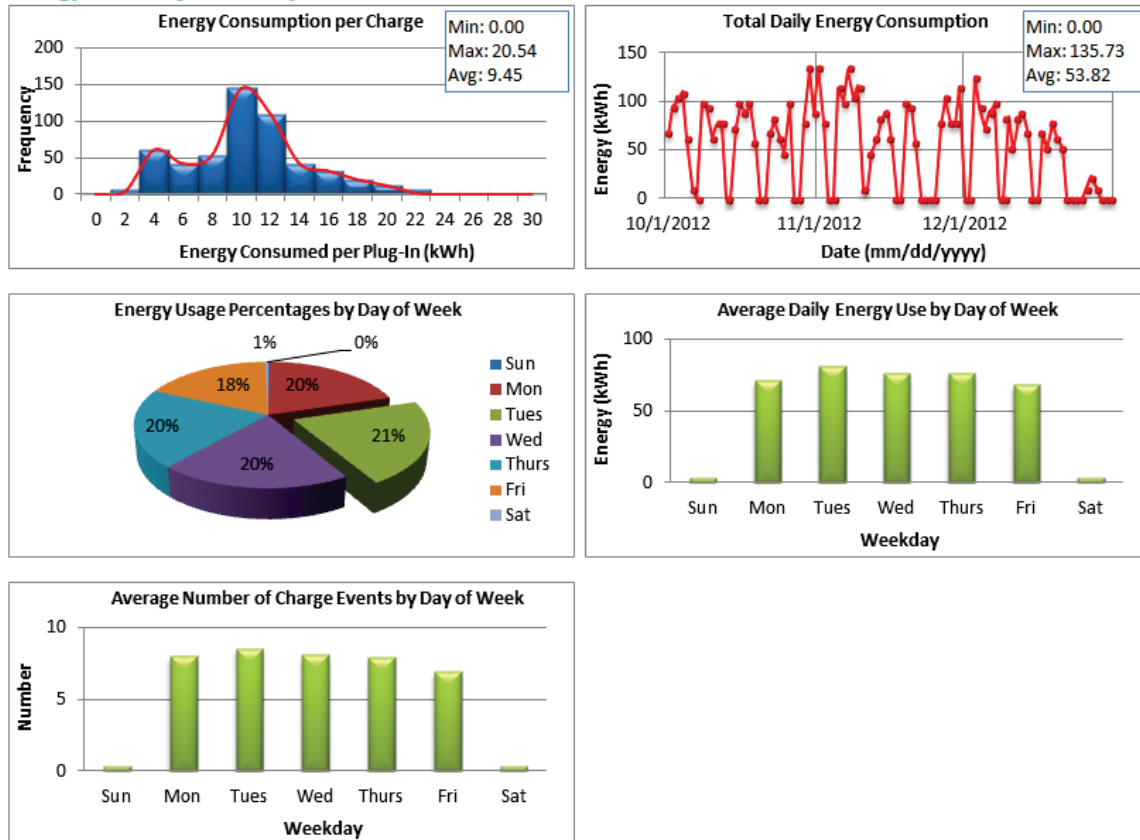 Energy Consumption per Charge
Min: 0.00
Max: 20.54
Avg: 9.45
200
150
100
50
0
Frequency
0 2 4 6 8 10 12 14 16 18 20 22 24 26 28 30
Energy Consumed per Plug-In (kWh)
Total Daily Energy Consumption
Min: 0.00
Max: 135.73
Avg: 53.82
150
100
50
0
Energy (kWh)
10/1/2012 11/1/2012 12/1/2012
Date (mm/dd/yyyy)
Energy Usage Percentages by Day of Week
1% 0%
18% 20%
20% 21%
20%
Sun
Mon
Tues
Wed
Thurs
Fri
Sat
Average Daily Energy Use by Day of Week
100
50
0
Energy (kWh)
Sun Mon Tues Wed Thurs Fri Sat
Weekday
Average Number of Charge Events by Day of Week
10
5
0
Number
Sun Mon Tues Wed Thurs Fri Sat
Weekday